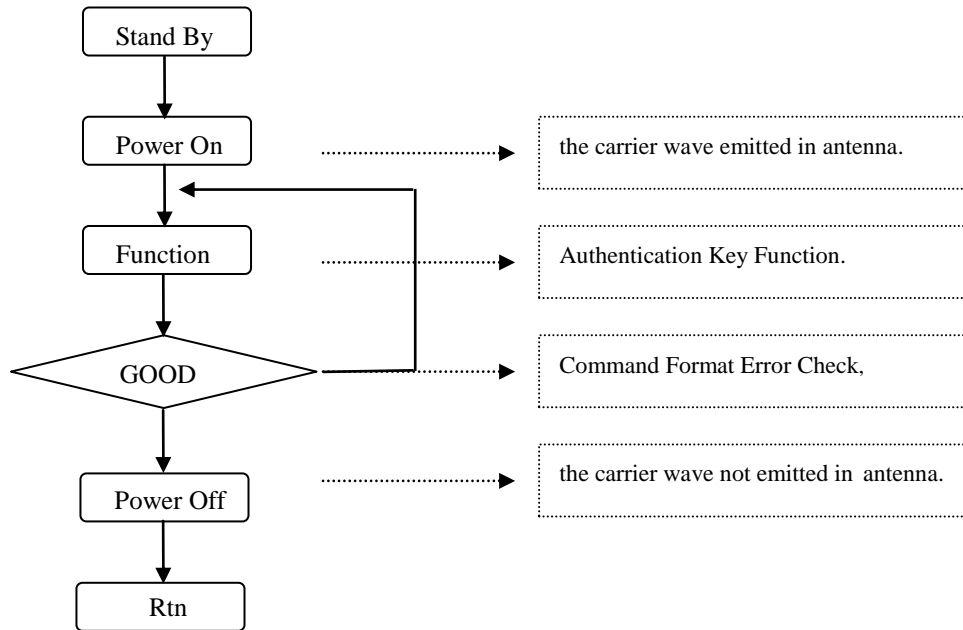 Stand By
Power On
the carrier wave emitted in antenna.
Function
Authentication Key Function.
GOOD
Command Format Error Check,
Power Off
the carrier wave not emitted in antenna.
Rtn